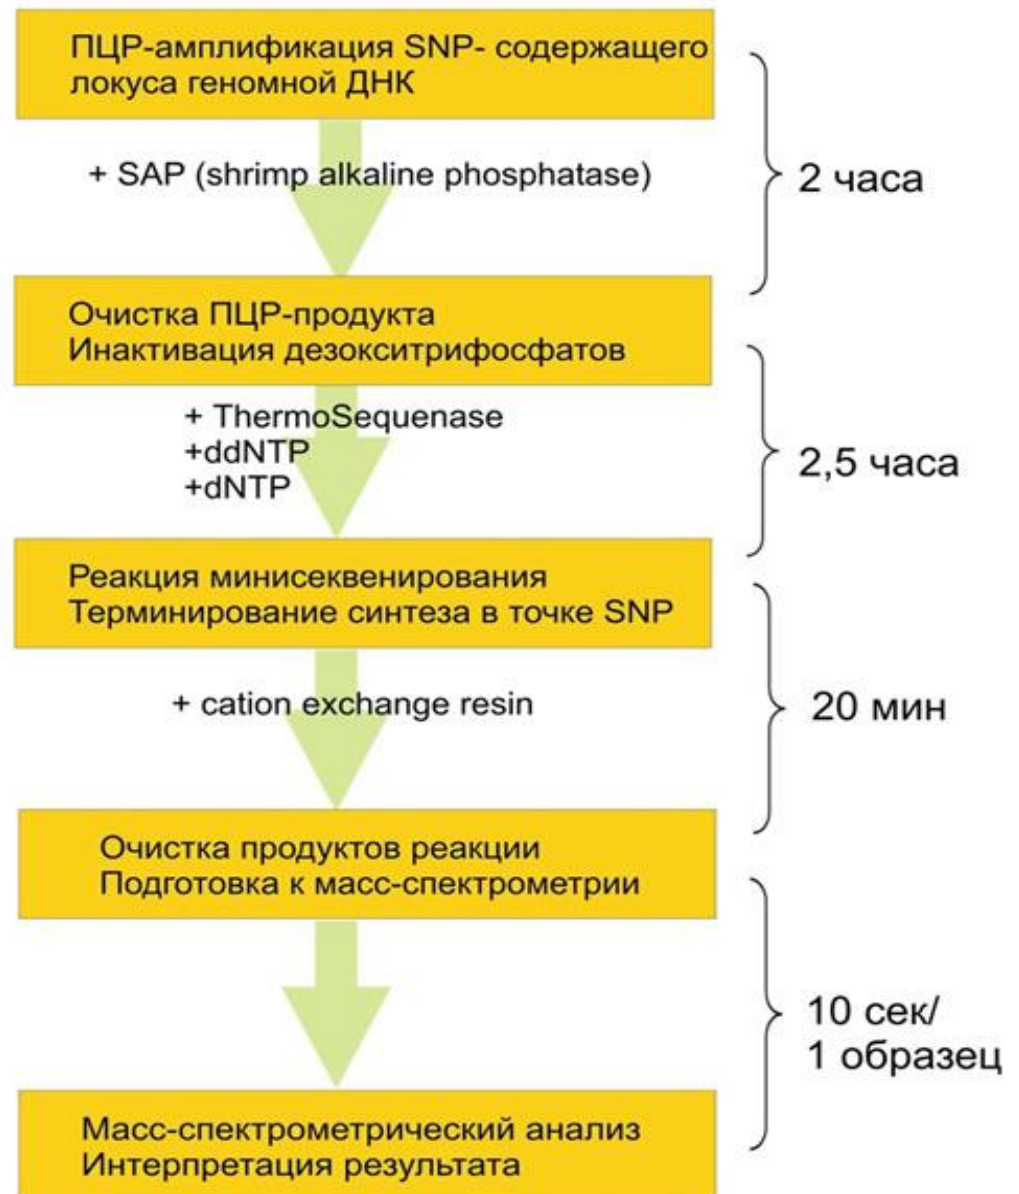 ПЦР-амплификация SNP- содержащего
локуса геномной ДНК
+ SAP (shrimp alkaline phosphatase)
2 часа
Очистка ПЦР-продукта
Инактивация дезокситрифосфатов
+ ThermoSequenase
+ddNTP
+dNTP
2,5 часа
Реакция минисеквенирования
Терминирование синтеза в точке SNP
+ cation exchange resin
20 мин
Очистка продуктов реакции
Подготовка к масс-спектрометрии
10 сек/
1 образец
Масс-спектрометрический анализ
Интерпретация результата